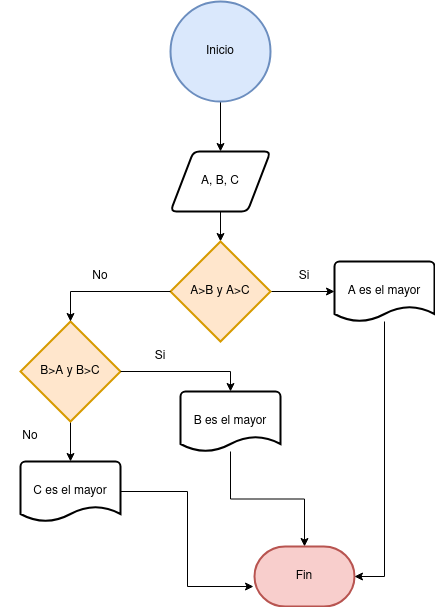 Inicio
A, B, C
No
A>B y A>C
Si
A es el mayor
B>A y B>C
Si
B es el mayor
No
C es el mayor
Fin